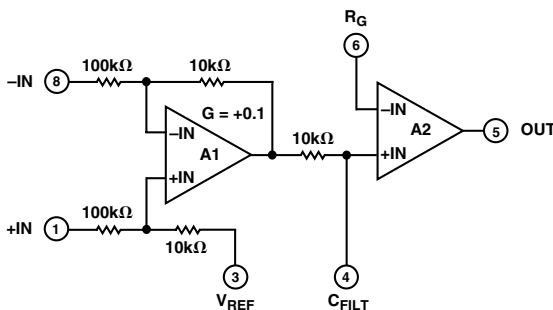 R_G
6
100kΩ
10kΩ
–IN
8
G = +0.1
–IN
A2
5
OUT
–IN
A1
10kΩ
+IN
+IN
100kΩ
+IN
1
10kΩ
3
4
V_REF
C_FILT